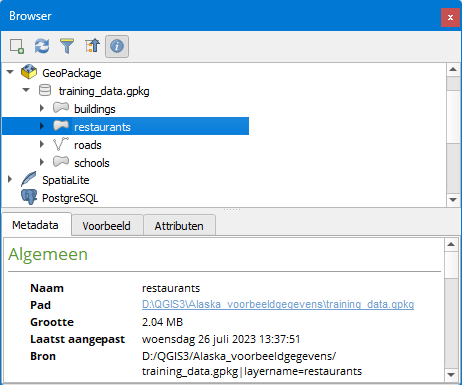 Browser
GeoPackage
training_data.gpkg
buildings
restaurants
roads
schools
SpatiaLite
PostgreSQL
Metadata Voorbeeld Attributen
Algemeen
Naam restaurants
Pad D:\QGIS3\Alaska_voorbeeldgegevens\training_data.gpkg
Grootte 2.04 MB
Laatst aangepast woensdag 26 juli 2023 13:37:51
Bron D:/QGIS3/Alaska_voorbeeldgegevens/
training_data.gpkg|layername=restaurants